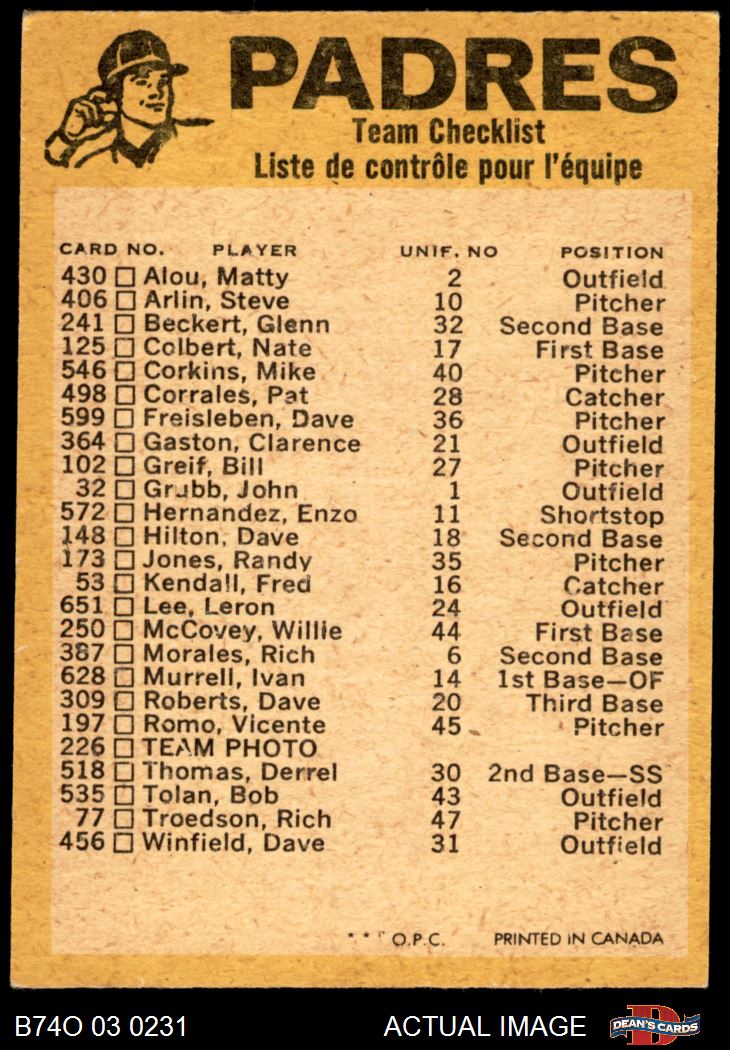 PADRES
Team Checklist
Liste de contrôle pour l'équipe
CARD NO. PLAYER UNIF. NO POSITION
430 □ Alou, Matty 2 Outfield
406 □ Arlin, Steve 10 Pitcher
241 □ Beckert, Glenn 32 Second Base
125 □ Colbert, Nate 17 First Base
546 □ Corkins, Mike 40 Pitcher
498 □ Corrales, Pat 28 Catcher
599 □ Freisleben, Dave 36 Pitcher
364 □ Gaston, Clarence 21 Outfield
102 □ Greif, Bill 27 Pitcher
32 □ Grubb, John 1 Outfield
572 □ Hernandez, Enzo 11 Shortstop
148 □ Hilton, Dave 18 Second Base
173 □ Jones, Randy 35 Pitcher
53 □ Kendall, Fred 16 Catcher
651 □ Lee, Leron 24 Outfield
250 □ McCovey, Willie 44 First Base
387 □ Morales, Rich 6 Second Base
628 □ Murrell, Ivan 14 1st Base—OF
309 □ Roberts, Dave 20 Third Base
197 □ Romo, Vicente 45 Pitcher
226 □ TEAM PHOTO
518 □ Thomas, Derrel 30 2nd Base—SS
535 □ Tolan, Bob 43 Outfield
77 □ Troedson, Rich 47 Pitcher
456 □ Winfield, Dave 31 Outfield
* * * O.P.C. PRINTED IN CANADA
B74O 03 0231 ACTUAL IMAGE D DEAN'S CARDS